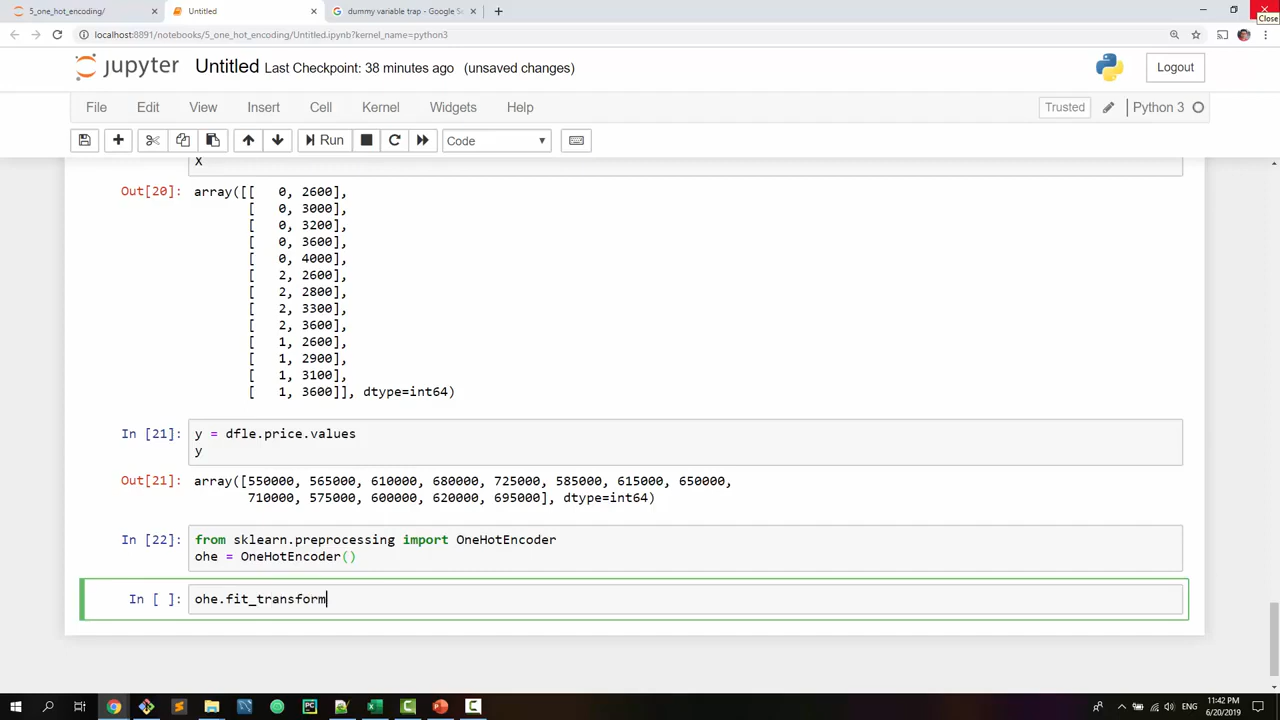 5_one_hot_encoding/
Untitled
dummy variable trap - Google Se
Close
localhost:8891/notebooks/5_one_hot_encoding/Untitled.ipynb?kernel_name=python3
jupyter Untitled Last Checkpoint: 38 minutes ago (unsaved changes)
Logout
File Edit View Insert Cell Kernel Widgets Help
Trusted
Python 3
Run
Code
X
Out[20]: array([[   0, 2600],
[   0, 3000],
[   0, 3200],
[   0, 3600],
[   0, 4000],
[   2, 2600],
[   2, 2800],
[   2, 3300],
[   2, 3600],
[   1, 2600],
[   1, 2900],
[   1, 3100],
[   1, 3600]], dtype=int64)
In [21]: y = dfle.price.values
y
Out[21]: array([550000, 565000, 610000, 680000, 725000, 585000, 615000, 650000,
710000, 575000, 600000, 620000, 695000], dtype=int64)
In [22]: from sklearn.preprocessing import OneHotEncoder
ohe = OneHotEncoder()
In [ ]: ohe.fit_transform
11:42 PM
ENG
6/20/2019